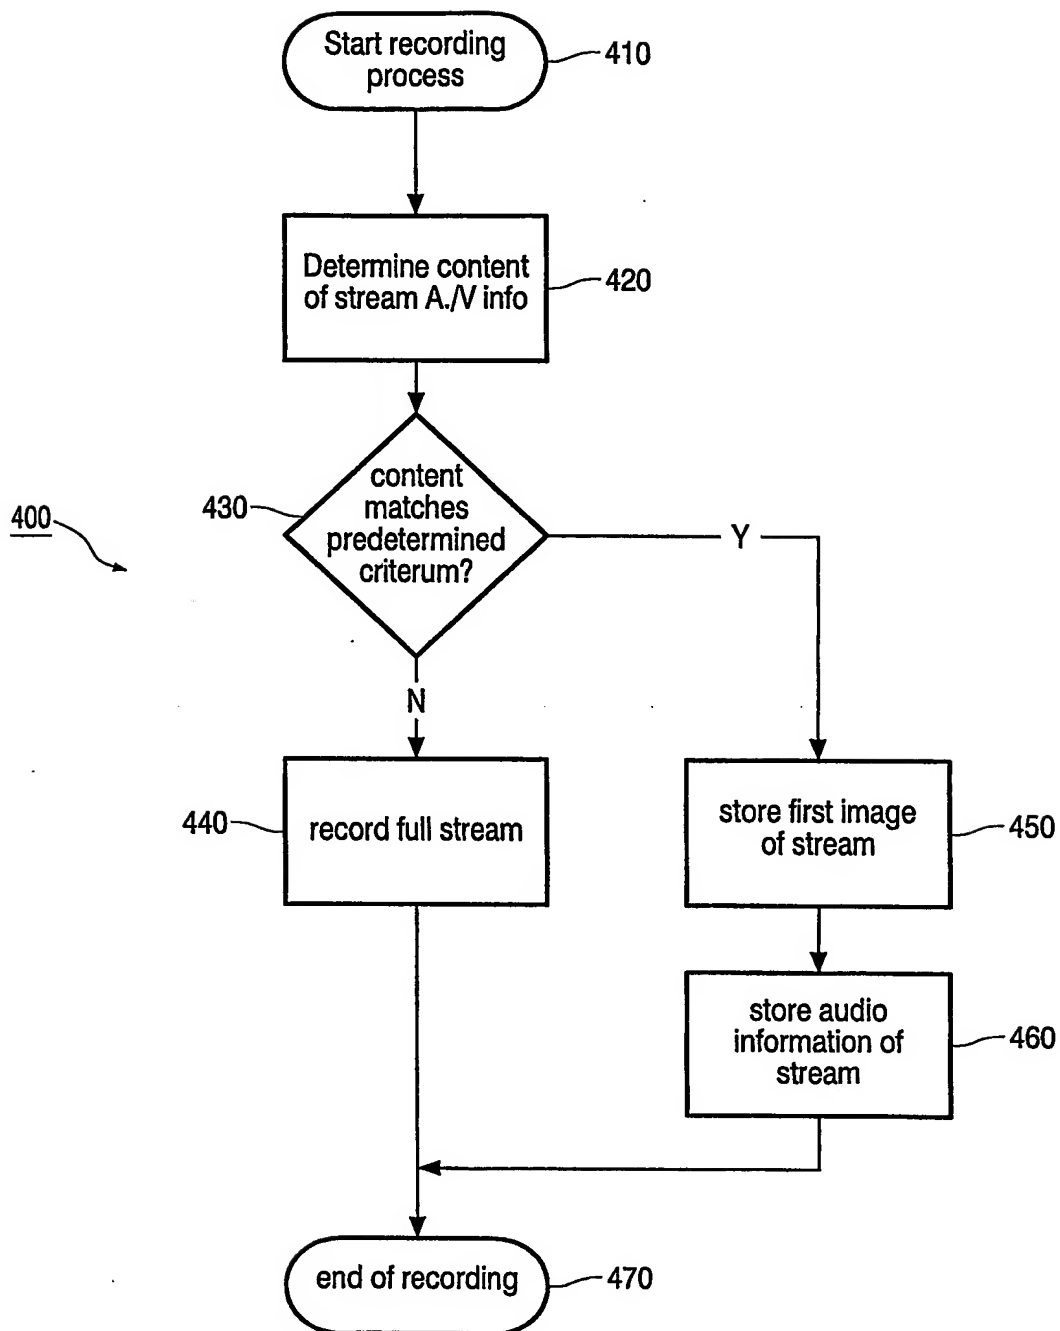 Start recording
process
410
Determine content
of stream A./V info
420
content
matches
predetermined
criterum?
430
400
Y
N
record full stream
440
store first image
of stream
450
store audio
information of
stream
460
end of recording
470